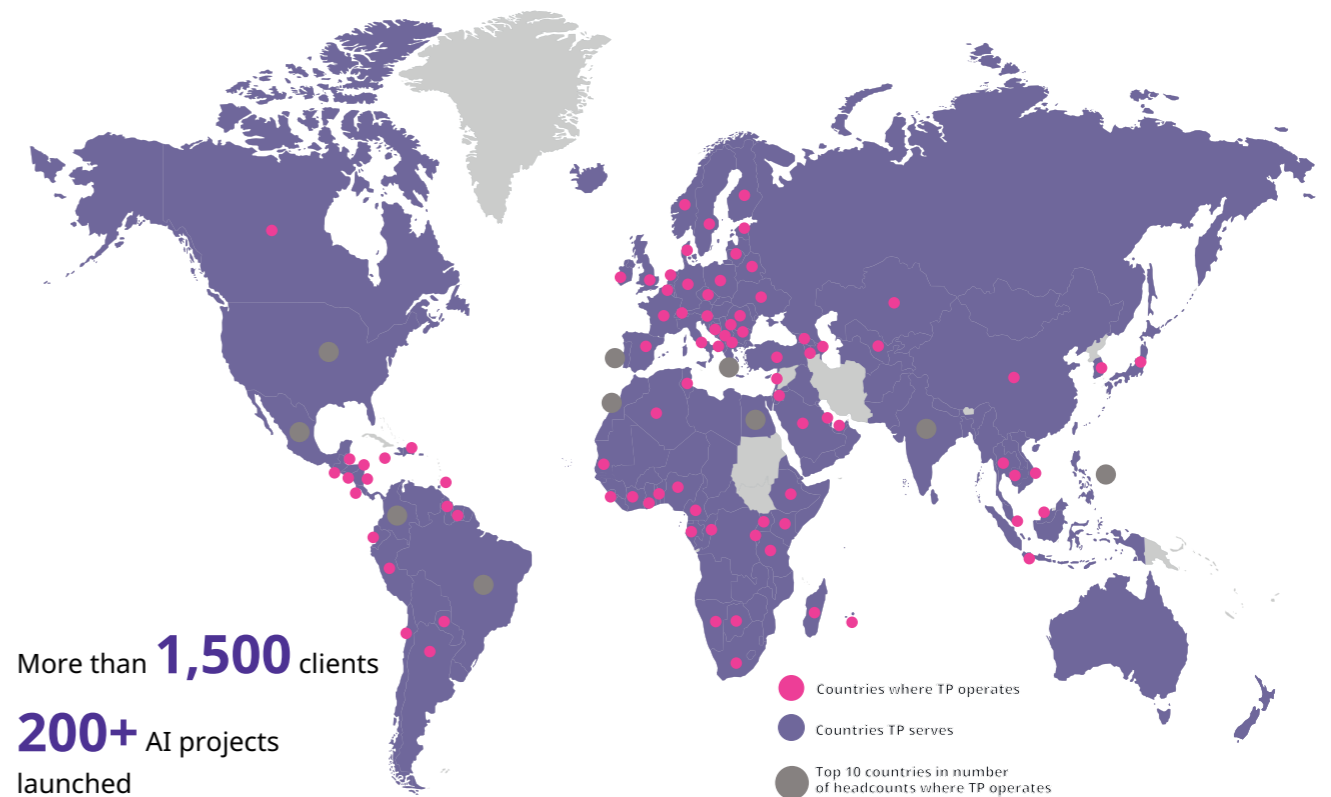 More than 1,500 clients
200+ AI projects
launched
Countries where TP operates
Countries TP serves
Top 10 countries in number
of headcounts where TP operates